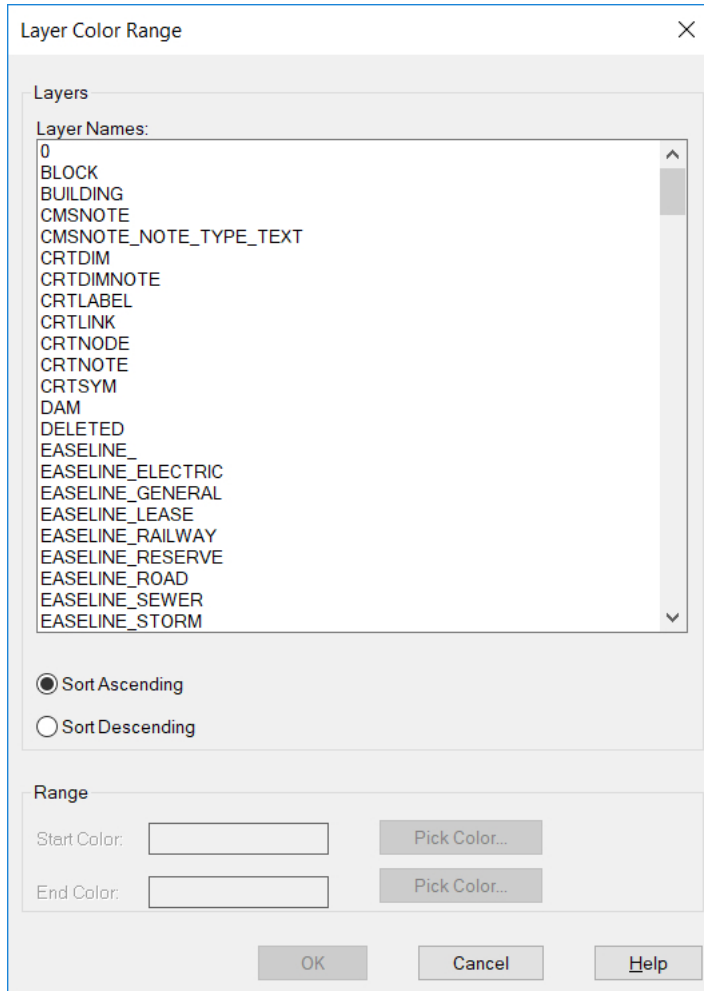 Layer Color Range
Layers
Layer Names:
0
BLOCK
BUILDING
CMSNOTE
CMSNOTE_NOTE_TYPE_TEXT
CRTDIM
CRTDIMNOTE
CRTLABEL
CRTLINK
CRTNODE
CRTNOTE
CRTSYM
DAM
DELETED
EASELINE_
EASELINE_ELECTRIC
EASELINE_GENERAL
EASELINE_LEASE
EASELINE_RAILWAY
EASELINE_RESERVE
EASELINE_ROAD
EASELINE_SEWER
EASELINE_STORM
Sort Ascending
Sort Descending
Range
Start Color: Pick Color...
End Color: Pick Color...
OK Cancel Help